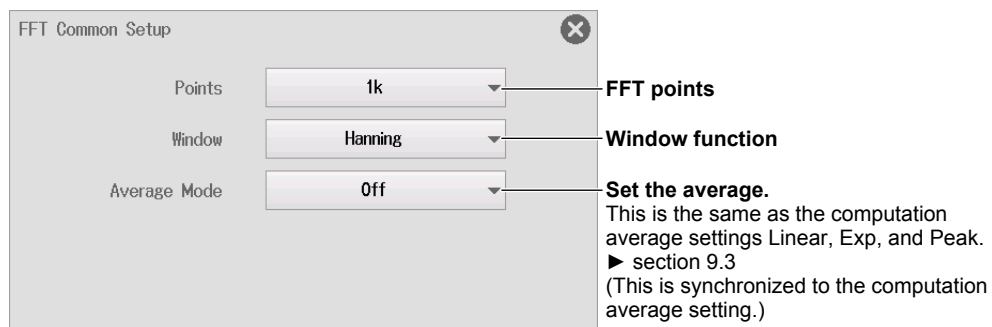 FFT Common Setup
Points
1k
FFT points
Window
Hanning
Window function
Average Mode
Off
Set the average.
This is the same as the computation
average settings Linear, Exp, and Peak.
► section 9.3
(This is synchronized to the computation
average setting.)